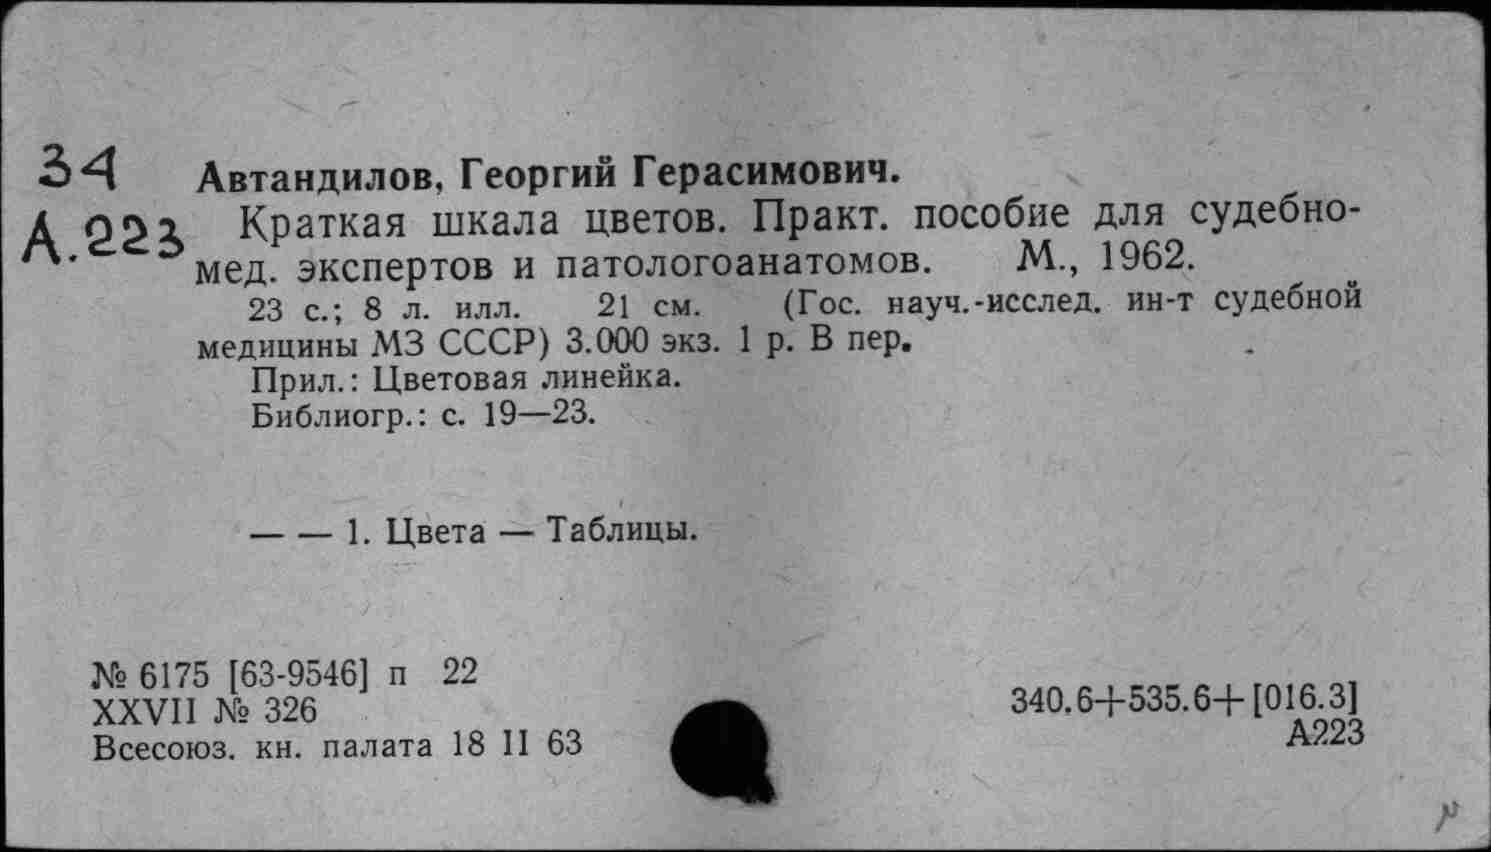 34 Автандилов, Георгий Герасимович.
А.223 Краткая шкала цветов. Практ. пособие для судебно-
мед. экспертов и патологоанатомов. М., 1962.
23 с.; 8 л. илл. 21 см. (Гос. науч.-исслед. ин-т судебной
медицины МЗ СССР) 3.000 экз. 1 р. В пер.
Прил.: Цветовая линейка.
Библиогр.: с. 19—23.
— — 1. Цвета — Таблицы.
№ 6175 [63-9546] п 22
XXVII № 326
Всесоюз. кн. палата 18 II 63
340.6+535.6+[016.3]
А223